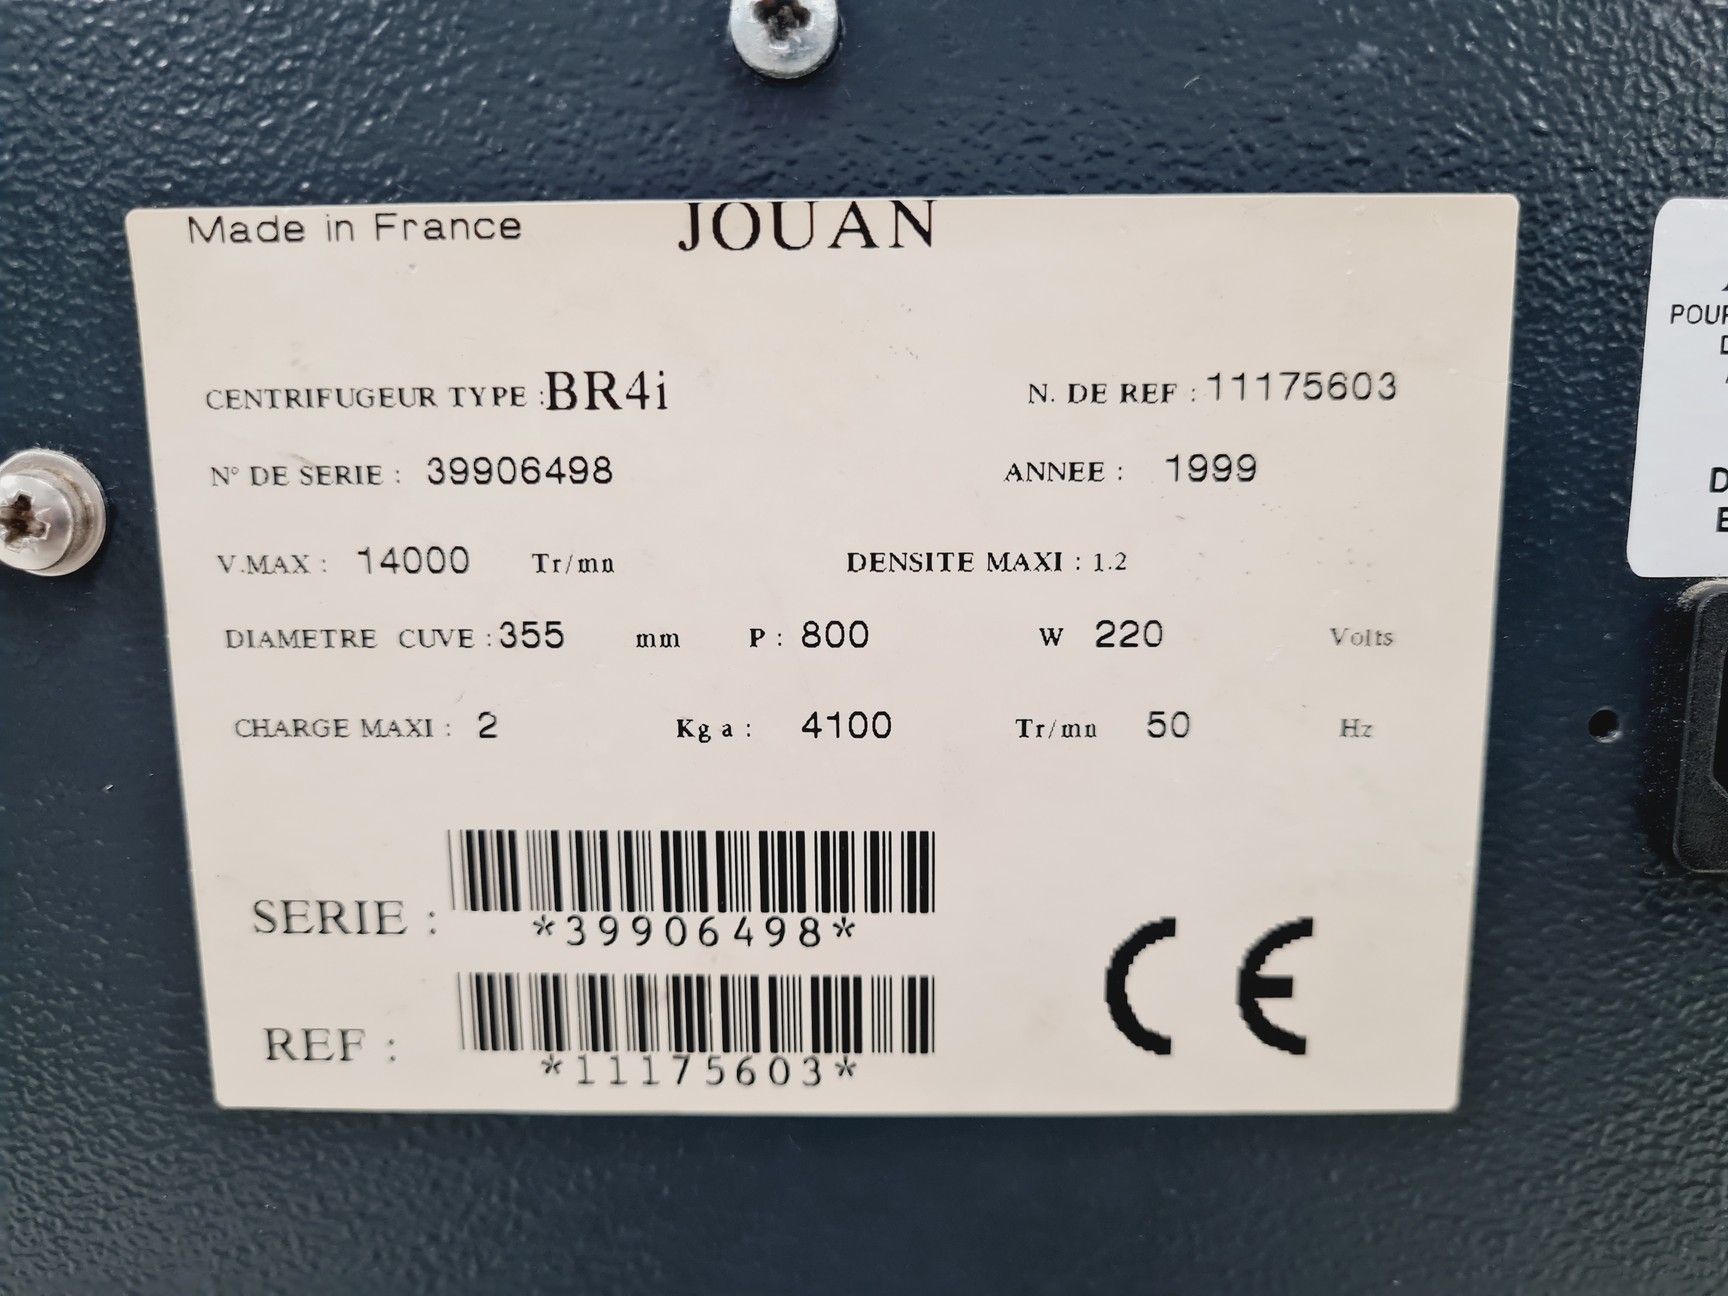 Made in France JOUAN
CENTRIFUGEUR TYPE : BR4i N. DE REF : 11175603
N° DE SERIE : 39906498 ANNEE : 1999
V.MAX : 14000 Tr/mn DENSITE MAXI : 1.2
DIAMETRE CUVE : 355 mm P : 800 W 220 Volts
CHARGE MAXI : 2 Kg a : 4100 Tr/mn 50 Hz
SERIE :
*39906498*
REF :
*11175603*
CE
POUR